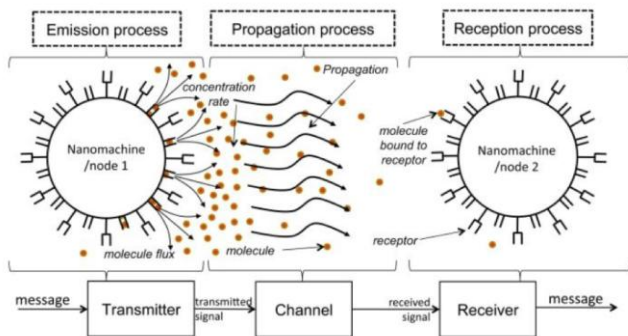 Emission process
Propagation process
Reception process
concentration
rate
Propagation
Nanomachine
/node 1
molecule
bound to
receptor
Nanomachine
/node 2
molecule flux
molecule
receptor
message
Transmitter
transmitted
signal
Channel
received
signal
Receiver
message